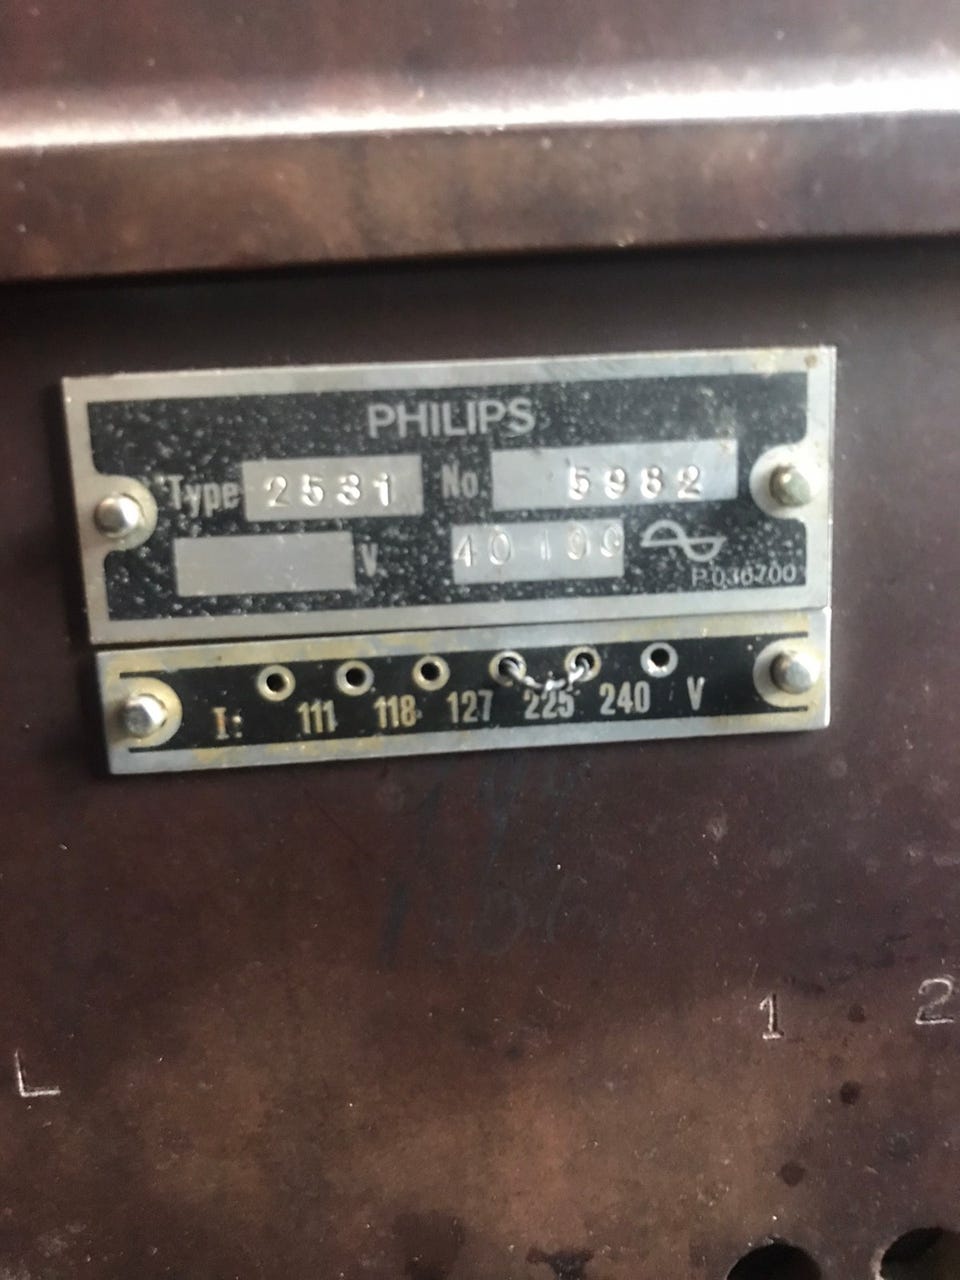 PHILIPS
Type 2531 No. 5982
V. 40 100
P.036700
I: 111 118 127 225 240 V
1 2
L